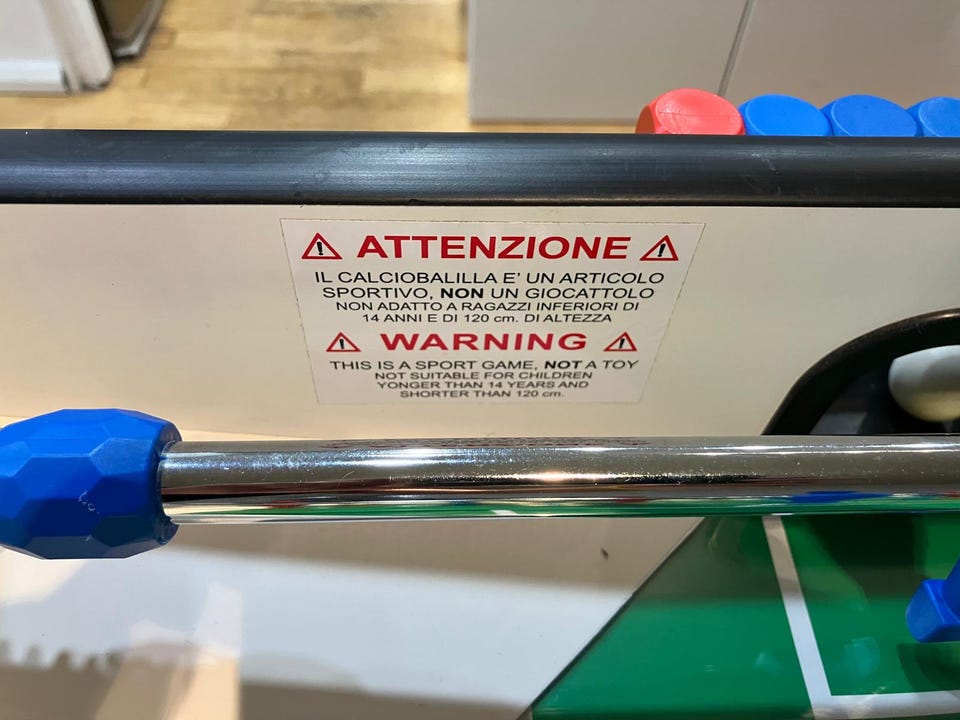 ATTENZIONE
IL CALCIOBALILLA E' UN ARTICOLO
SPORTIVO, NON UN GIOCATTOLO
NON ADATTO A RAGAZZI INFERIORI DI
14 ANNI E DI 120 cm. DI ALTEZZA
WARNING
THIS IS A SPORT GAME, NOT A TOY
NOT SUITABLE FOR CHILDREN
YONGER THAN 14 YEARS AND
SHORTER THAN 120 cm.